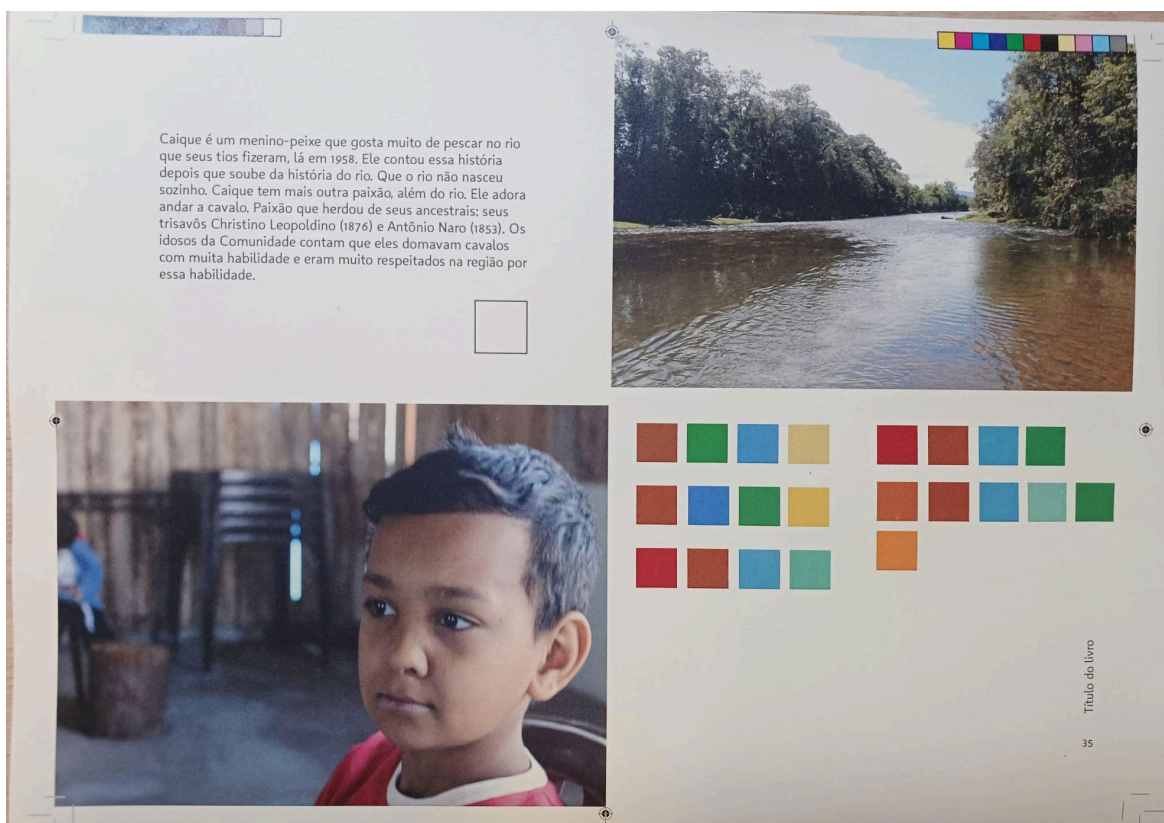 Caique é um menino-peixe que gosta muito de pescar no rio
que seus tios fizeram, lá em 1958. Ele contou essa história
depois que soube da história do rio. Que o rio não nasceu
sozinho. Caique tem mais outra paixão, além do rio. Ele adora
andar a cavalo. Paixão que herdou de seus ancestrais: seus
trisavôs Christino Leopoldino (1876) e Antônio Naro (1853). Os
idosos da Comunidade contam que eles domavam cavalos
com muita habilidade e eram muito respeitados na região por
essa habilidade.
Título do livro
35